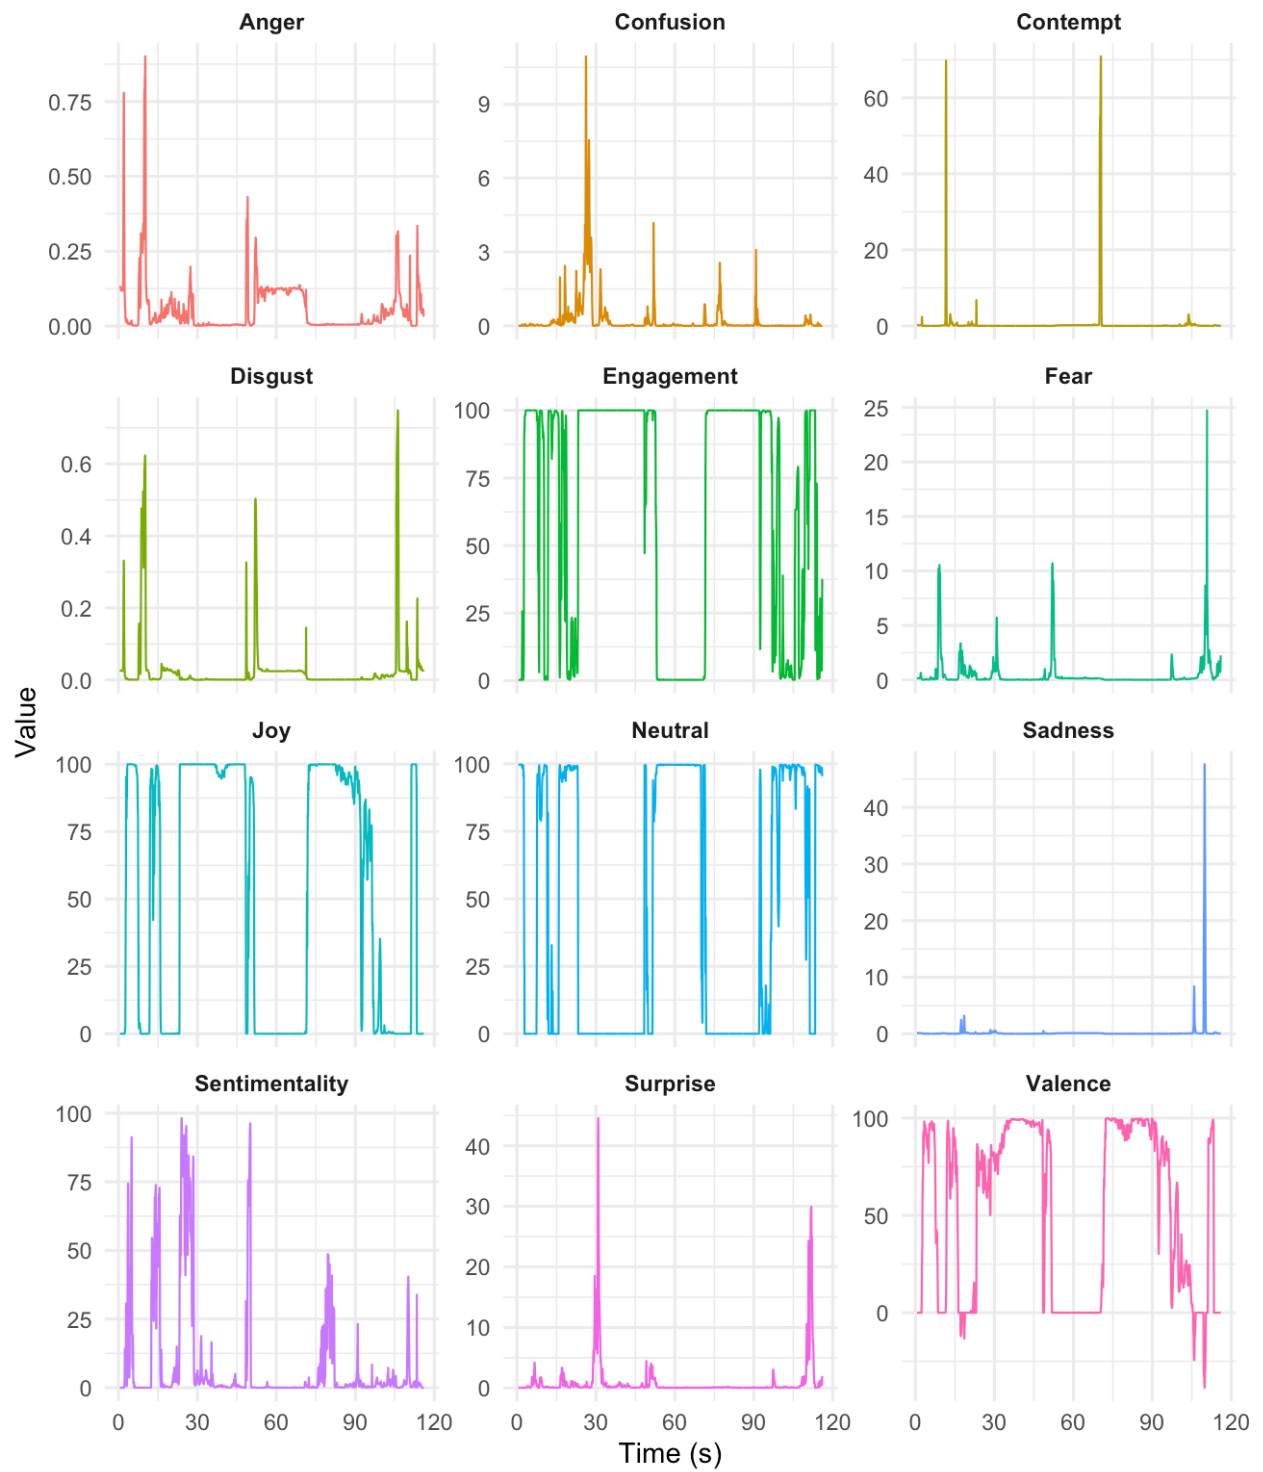 Anger Confusion Contempt
0.75 9 60
0.50 6 40
0.25 3 20
0.00 0 0
Disgust Engagement Fear
0.6 100 25
0.4 75 20
0.2 50 15
0.0 25 10
0 5
0
Joy Neutral Sadness
100 100 40
75 75 30
50 50 20
25 25 10
0 0 0
Sentimentality Surprise Valence
100 40 100
75 30 50
50 20 0
25 10
0 0
0 30 60 90 120 0 30 60 90 120 0 30 60 90 120
Time (s)
Value